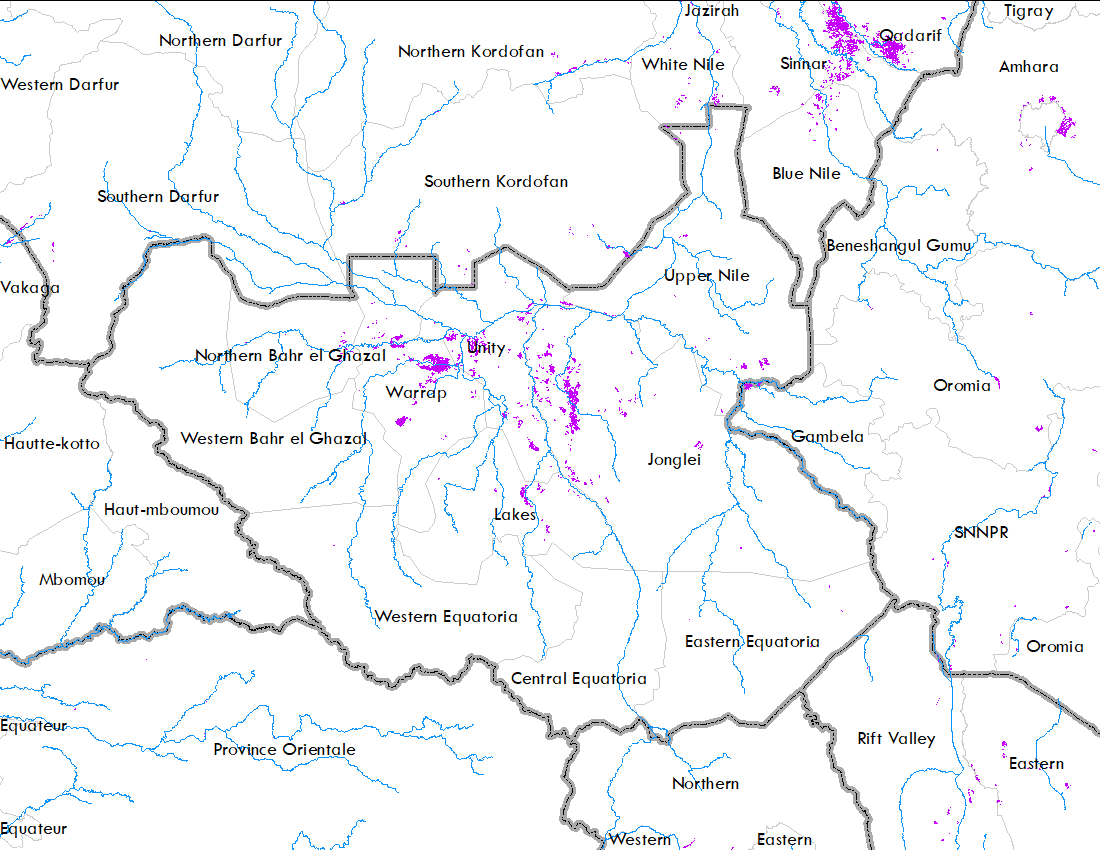 Jazirah
Tigray
Northern Darfur
Qadarif
Northern Kordofan
White Nile
Sinnar
Amhara
Western Darfur
Blue Nile
Southern Kordofan
Southern Darfur
Beneshangul Gumu
Upper Nile
Vakaga
Unity
Northern Bahr el Ghazal
Oromia
Warrap
Western Bahr el Ghazal
Gambela
Hautte-kotto
Jonglei
Haut-mboumou
Lakes
SNNPR
Mbomou
Western Equatoria
Eastern Equatoria
Oromia
Central Equatoria
Equateur
Province Orientale
Rift Valley
Eastern
Northern
Equateur
Western
Eastern